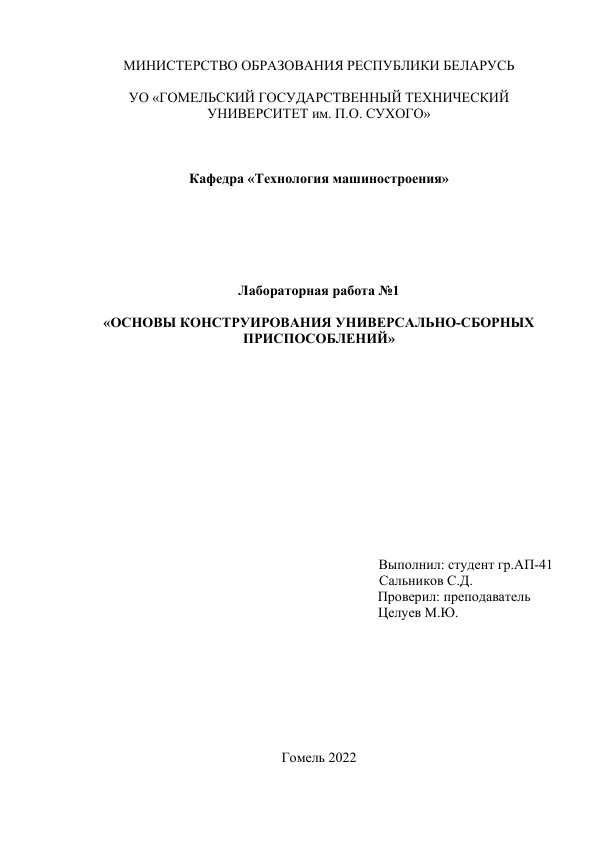 МИНИСТЕРСТВО ОБРАЗОВАНИЯ РЕСПУБЛИКИ БЕЛАРУСЬ
УО «ГОМЕЛЬСКИЙ ГОСУДАРСТВЕННЫЙ ТЕХНИЧЕСКИЙ
УНИВЕРСИТЕТ им. П.О. СУХОГО»
Кафедра «Технология машиностроения»
Лабораторная работа №1
«ОСНОВЫ КОНСТРУИРОВАНИЯ УНИВЕРСАЛЬНО-СБОРНЫХ
ПРИСПОСОБЛЕНИЙ»
Выполнил: студент гр.АП-41
Сальников С.Д.
Проверил: преподаватель
Целуев М.Ю.
Гомель 2022